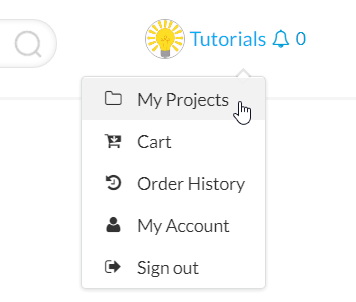 Tutorials 0
My Projects
Cart
Order History
My Account
Sign out